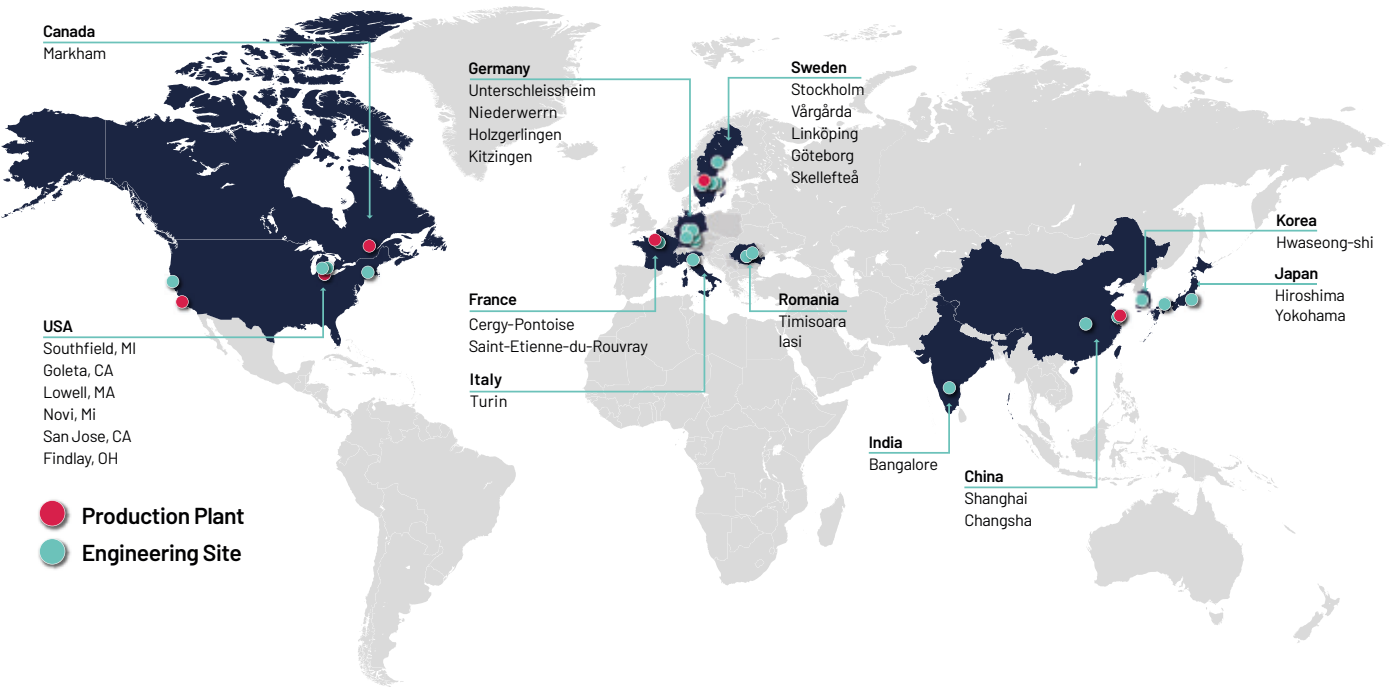 Canada
Markham
Germany
Unterschleissheim
Niederwerrn
Holzgerlingen
Kitzingen
Sweden
Stockholm
Vårgårda
Linköping
Göteborg
Skellefteå
Korea
Hwaseong-shi
Japan
Hiroshima
Yokohama
France
Cergy-Pontoise
Saint-Etienne-du-Rouvray
Romania
Timisoara
Iasi
USA
Southfield, MI
Goleta, CA
Lowell, MA
Novi, Mi
San Jose, CA
Findlay, OH
Italy
Turin
India
Bangalore
China
Shanghai
Changsha
Production Plant
Engineering Site